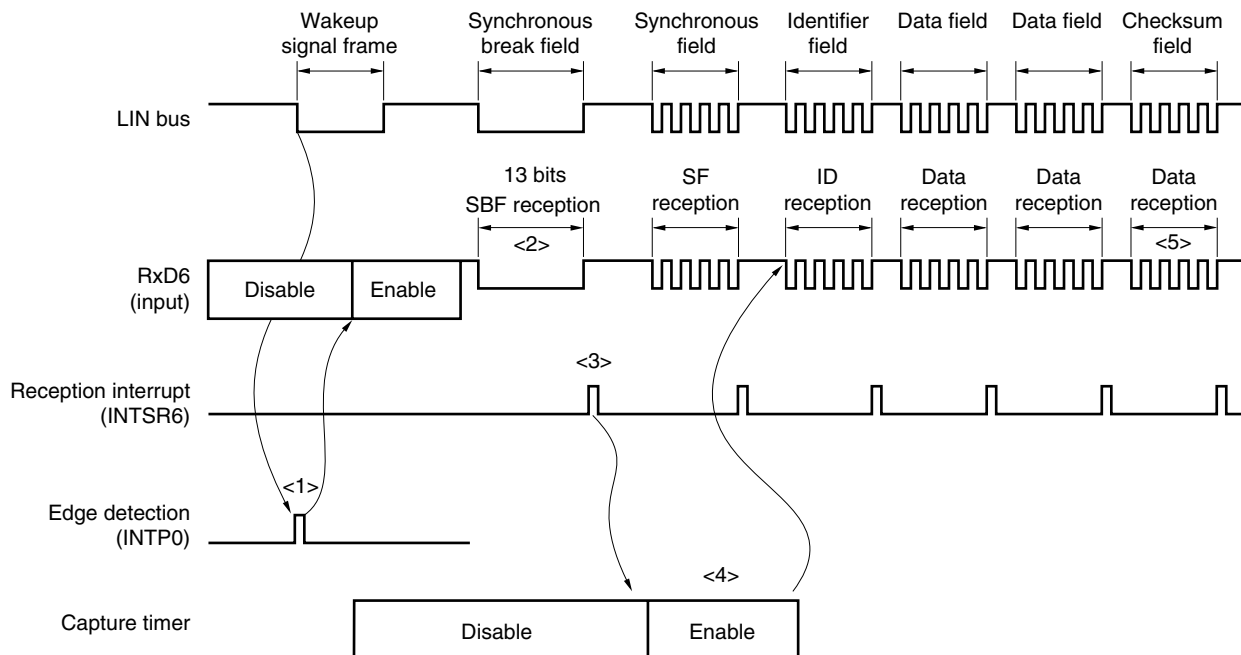 Wakeup
signal frame
Synchronous
break field
Synchronous
field
Identifier
field
Data field
Data field
Checksum
field
LIN bus
13 bits
SBF reception
<2>
SF
reception
ID
reception
Data
reception
Data
reception
Data
reception
<5>
RxD6
(input)
Disable
Enable
<3>
Reception interrupt
(INTSR6)
<1>
Edge detection
(INTP0)
<4>
Capture timer
Disable
Enable